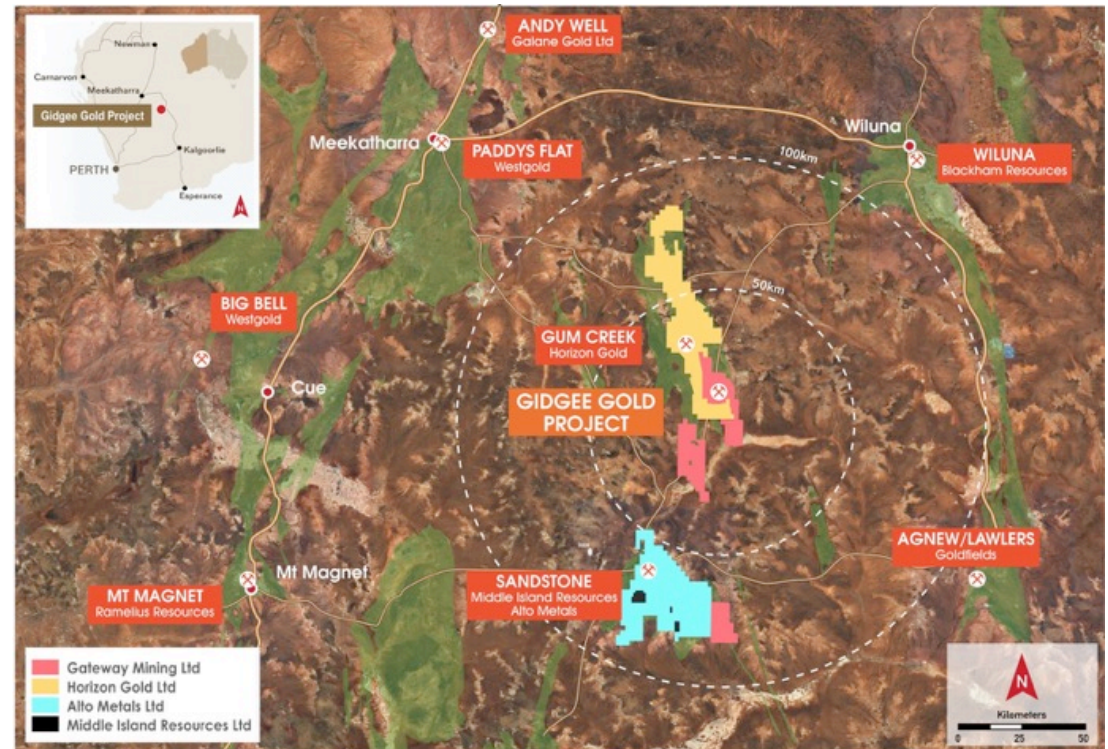 Newman
Carnarvon
Meekatharra
Gidgee Gold Project
Kalgoorlie
PERTH
Esperance
N
ANDY WELL
Galane Gold Ltd
Meekatharra
PADDYS FLAT
Westgold
Wiluna
WILUNA
Blackham Resources
100km
50km
BIG BELL
Westgold
GUM CREEK
Horizon Gold
Cue
GIDGEE GOLD
PROJECT
AGNEW/LAWLERS
Goldfields
Mt Magnet
MT MAGNET
Ramelius Resources
SANDSTONE
Middle Island Resources
Alto Metals
Gateway Mining Ltd
Horizon Gold Ltd
Alto Metals Ltd
Middle Island Resources Ltd
N
Kilometers
0 25 50